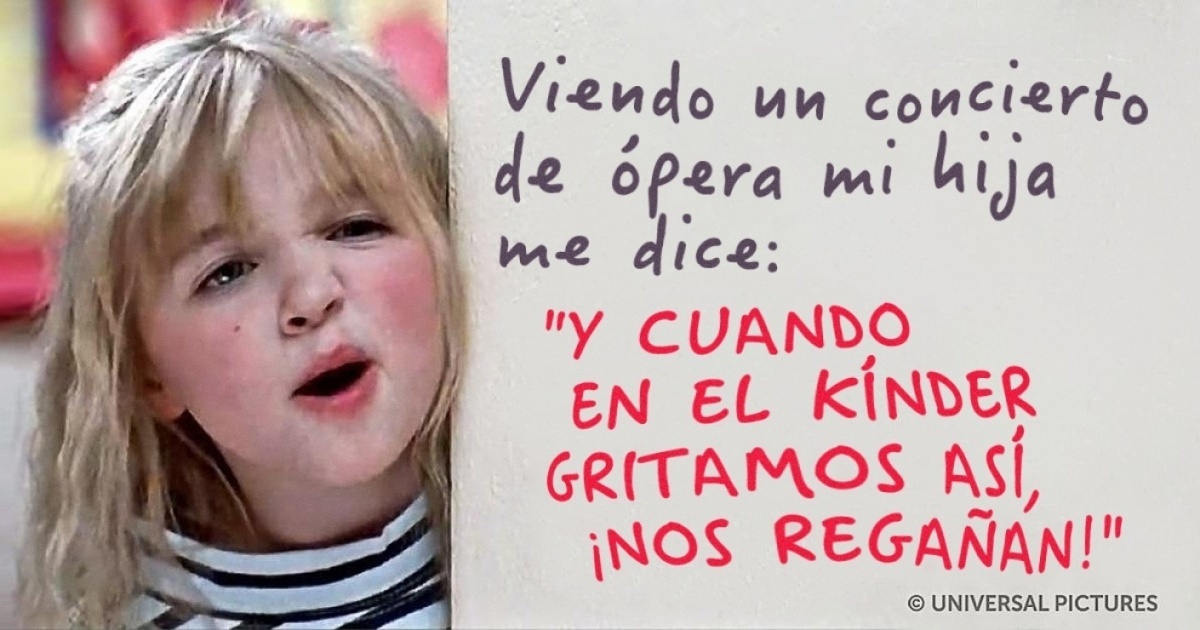 Viendo un concierto
de ópera mi hija
me dice:
"Y CUANDO
EN EL KÍNDER
GRITAMOS ASÍ,
¡NOS REGAÑAN!"
© UNIVERSAL PICTURES